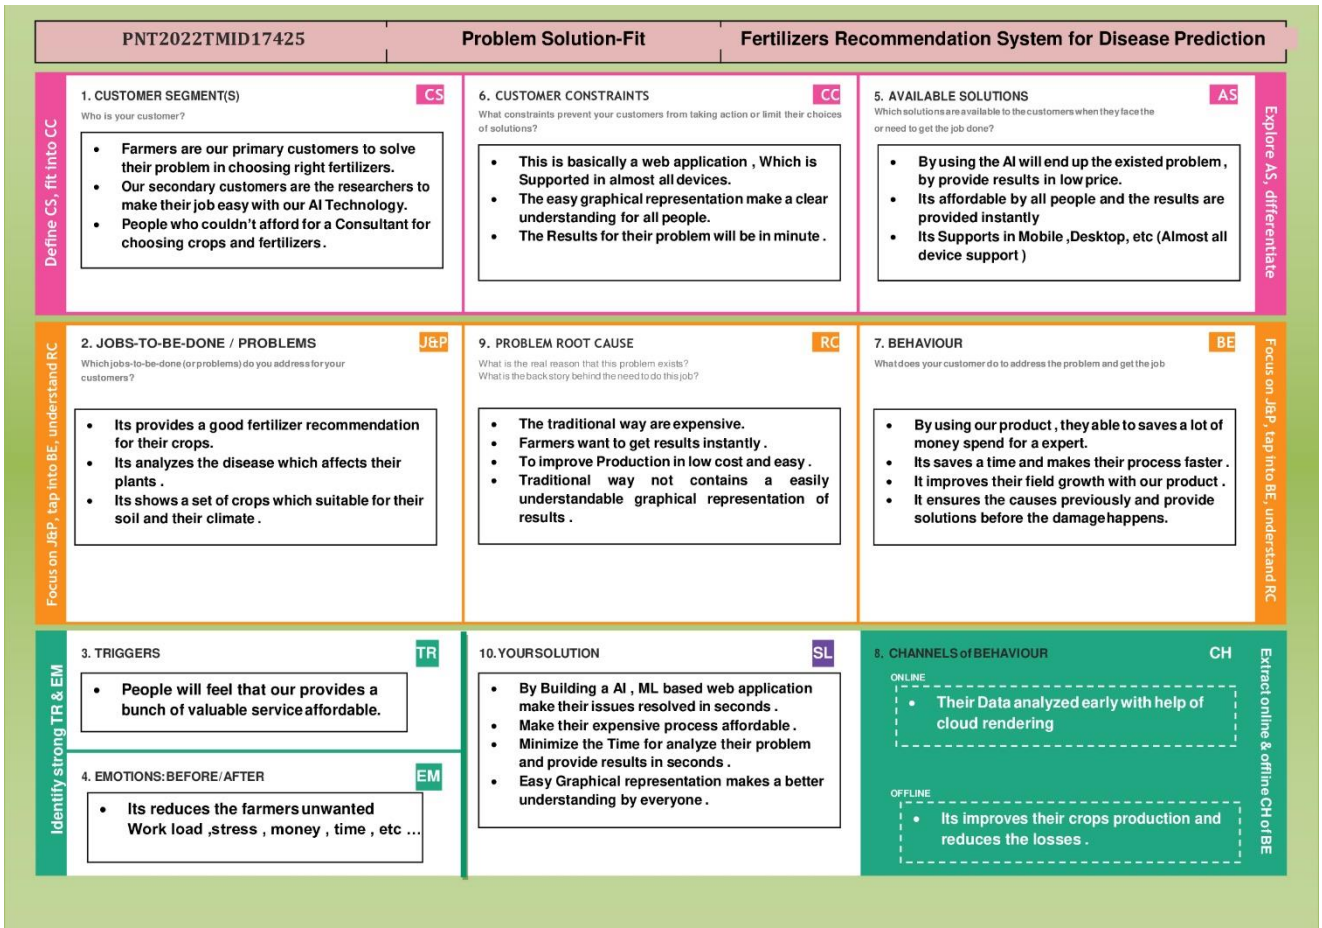 PNT2022TMID17425
Problem Solution-Fit
Fertilizers Recommendation System for Disease Prediction
Define CS, fit into CC
1. CUSTOMER SEGMENT(S)
CS
Who is your customer?
• Farmers are our primary customers to solve
their problem in choosing right fertilizers.
• Our secondary customers are the researchers to
make their job easy with our AI Technology.
• People who couldn't afford for a Consultant for
choosing crops and fertilizers.
6. CUSTOMER CONSTRAINTS
CC
What constraints prevent your customers from taking action or limit their choices
of solutions?
• This is basically a web application , Which is
Supported in almost all devices.
• The easy graphical representation make a clear
understanding for all people.
• The Results for their problem will be in minute .
5. AVAILABLE SOLUTIONS
AS
Which solutions are available to the customers when they face the
or need to get the job done?
• By using the AI will end up the existed problem ,
by provide results in low price.
• Its affordable by all people and the results are
provided instantly
• Its Supports in Mobile ,Desktop, etc (Almost all
device support )
Explore AS, differentiate
Focus on J&P, tap into BE, understand RC
2. JOBS-TO-BE-DONE / PROBLEMS
J&P
Which jobs-to-be-done (or problems) do you address for your
customers?
• Its provides a good fertilizer recommendation
for their crops.
• Its analyzes the disease which affects their
plants .
• Its shows a set of crops which suitable for their
soil and their climate .
9. PROBLEM ROOT CAUSE
RC
What is the real reason that this problem exists?
What is the back story behind the need to do this job?
• The traditional way are expensive.
• Farmers want to get results instantly .
• To improve Production in low cost and easy .
• Traditional way not contains a easily
understandable graphical representation of
results .
7. BEHAVIOUR
BE
What does your customer do to address the problem and get the job
• By using our product , they able to saves a lot of
money spend for a expert.
• Its saves a time and makes their process faster .
• It improves their field growth with our product .
• It ensures the causes previously and provide
solutions before the damage happens.
Focus on J&P, tap into BE, understand RC
Identify strong TR & EM
3. TRIGGERS
TR
• People will feel that our provides a
bunch of valuable service affordable.
4. EMOTIONS: BEFORE / AFTER
EM
• Its reduces the farmers unwanted
Work load ,stress , money , time , etc ...
10. YOUR SOLUTION
SL
• By Building a AI , ML based web application
make their issues resolved in seconds .
• Make their expensive process affordable .
• Minimize the Time for analyze their problem
and provide results in seconds .
• Easy Graphical representation makes a better
understanding by everyone .
8. CHANNELS of BEHAVIOUR
CH
ONLINE
• Their Data analyzed early with help of
cloud rendering
OFFLINE
• Its improves their crops production and
reduces the losses .
Extract online & offline CH of BE